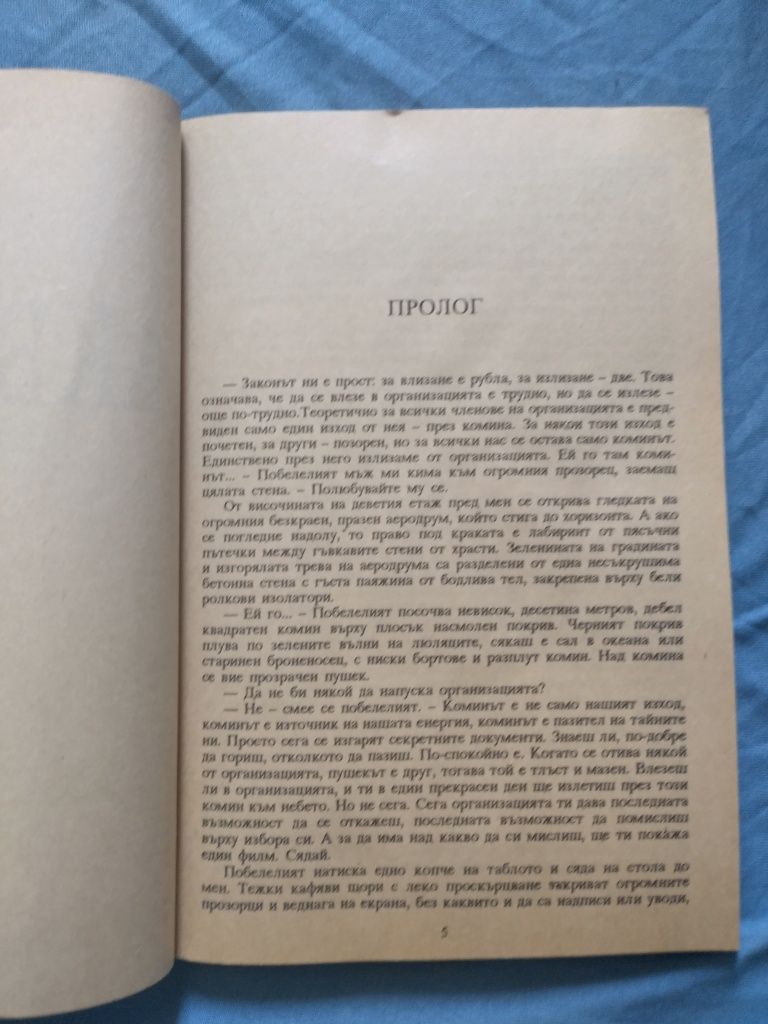 ПРОЛОГ
— Законът ни е прост: за влизане е рубла, за излизане – две. Това
означава, че да се влезе в организацията е трудно, но да се излезе –
още по-трудно.Теоретично за всички членове на организацията е пред-
виден само един изход от нея – през комина. За някои този изход е
почетен, за други – позорен, но за всички нас се остава само коминът.
Единствено през него излизаме от организацията. Ей го там коми-
нът... – Побелелият мъж ми кима към огромния прозорец, заемащ
цялата стена. – Полюбувайте му се.
От височината на деветия етаж пред мен се открива гледката на
огромния безкраен, празен аеродрум, който стига до хоризонта. А ако
се погледне надолу, то право под краката е лабиринт от пясъчни
пътечки между гъвкавите стени от храсти. Зеленината на градината
и изгорялата трева на аеродрума са разделени от една несъкрушима
бетонна стена с гъста паяжина от бодлива тел, закрепена върху бели
ролкови изолатори.
— Ей го... – Побелелият посочва невисок, десетина метров, дебел
квадратен комин върху плосък насмолен покрив. Черният покрив
плува по зелените вълни на люляците, сякаш е сал в океана или
старинен броненосец, с ниски бортове и разплут комин. Над комина
се вие прозрачен пушек.
— Да не би някой да напуска организацията?
— Не – смее се побелелият. – Коминът е не само нашият изход,
коминът е източник на нашата енергия, коминът е пазител на тайните
ни. Просто сега се изгарят секретните документи. Знаеш ли, по-добре
да гориш, отколкото да пазиш. По-спокойно е. Когато се отива някой
от организацията, пушекът е друг, тогава той е тлъст и мазен. Влезеш
ли в организацията, и ти в един прекрасен ден ще излетиш през този
комин към небето. Но не сега. Сега организацията ти дава последната
възможност да се откажеш, последната възможност да помислиш
върху избора си. А за да има над какво да си мислиш, ще ти покажа
един филм. Сядай.
Побелелият натиска едно копче на таблото и сяда на стола до
мен. Тежки кафяви щори с леко проскърцване закриват огромните
прозорци и веднага на екрана, без каквито и да са надписи или уводи,
5